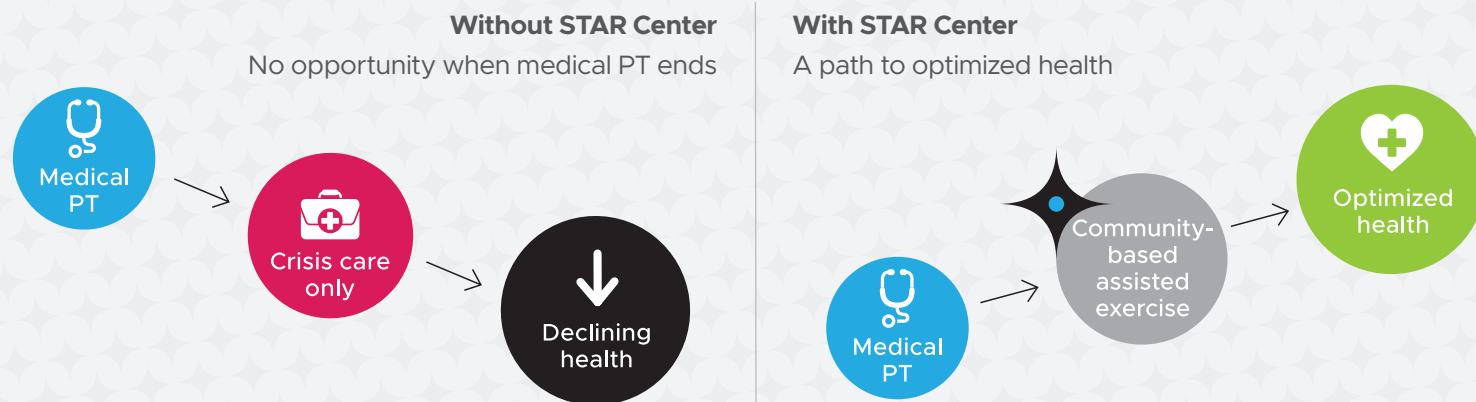 Without STAR Center
No opportunity when medical PT ends
Medical
PT
Crisis care
only
Declining
health
With STAR Center
A path to optimized health
Medical
PT
Community-
based
assisted
exercise
Optimized
health